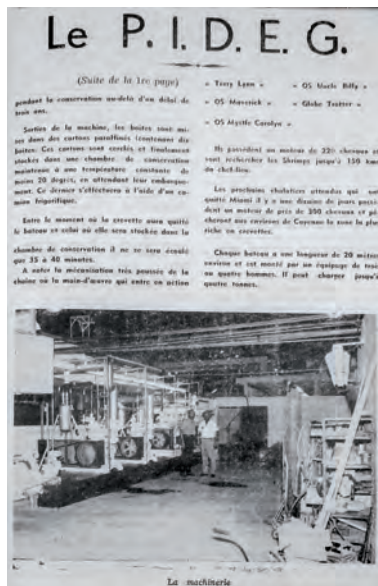 Le P. I. D. E. G.
(Suite de la 1re page)
pendant la conservation au-delà d'un délai de
trois ans.
Sorties de la machine, les boîtes sont mi-
ses dans des cartons paraffinés (contenant dix
boîtes. Ces cartons sont cerclés et finalement
stockés dans une chambre de conservation
maintenue à une température constante de
moins 20 degrés, en attendant leur embarque-
ment. Ce dernier s'effectuera à l'aide d'un ca-
mion frigorifique.
Entre le moment où la crevette aura quitté
le bateau et celui où elle sera stockée dans la
chambre de conservation il ne se sera écoulé
que 35 à 40 minutes.
A noter la mécanisation très poussée de la
chaîne où la main-d'œuvre qui entre en action
« Terry Lynn »
« OS Uncle Billy »
« OS Maverick »
« Globe Trotter »
« OS Mystic Carolyn »
Ils possèdent un moteur de chevaux et
vont rechercher les Shrimps jusqu'à 150 kms
du chef-lieu.
Les prochains chalutiers attendus qui ont
quitté Miami il y a une dizaine de jours possè-
dent un moteur de près de 300 chevaux et pê-
chent aux environs de Cayenne la zone la plus
riche en crevettes.
Chaque bateau a une longueur de 20 mètres
environ et est monté par un équipage de trois
ou quatre hommes. Il peut charger jusqu'à
quatre tonnes.
La machinerie